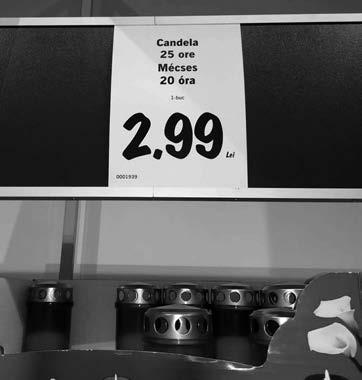 Candela
25 ore
Mécses
20 óra
1-buc
2.99 Lei
0001939